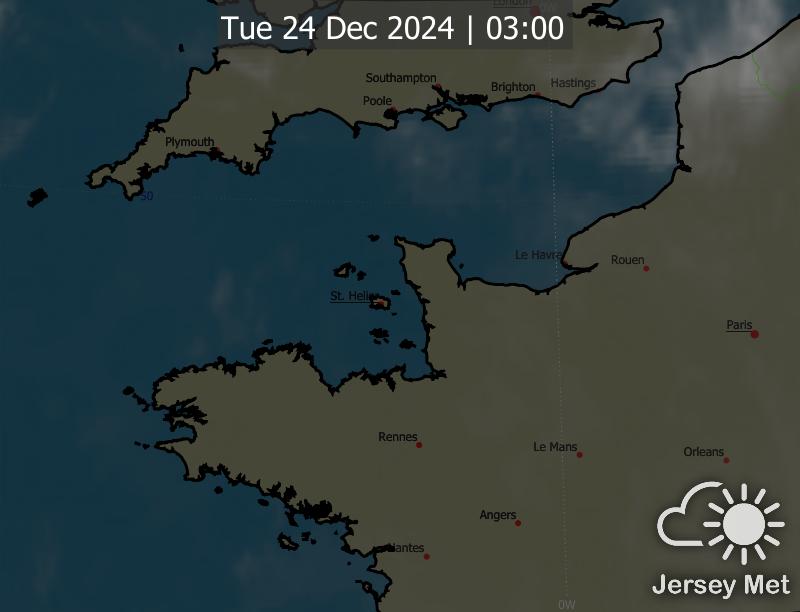 London
0W
Tue 24 Dec 2024 | 03:00
Southampton
Brighton
Hastings
Poole
Plymouth
50
Le Havre
Rouen
St. Helier
Paris
Rennes
Le Mans
Orleans
Angers
Nantes
0W
Jersey Met